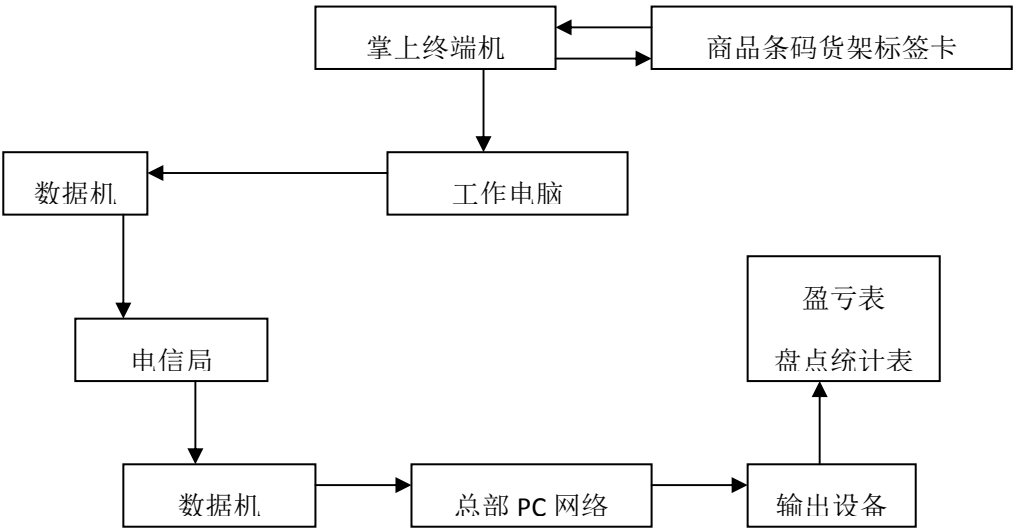 掌上终端机
商品条码货架标签卡
数据机
工作电脑
盈亏表
盘点统计表
电信局
数据机
总部 PC 网络
输出设备